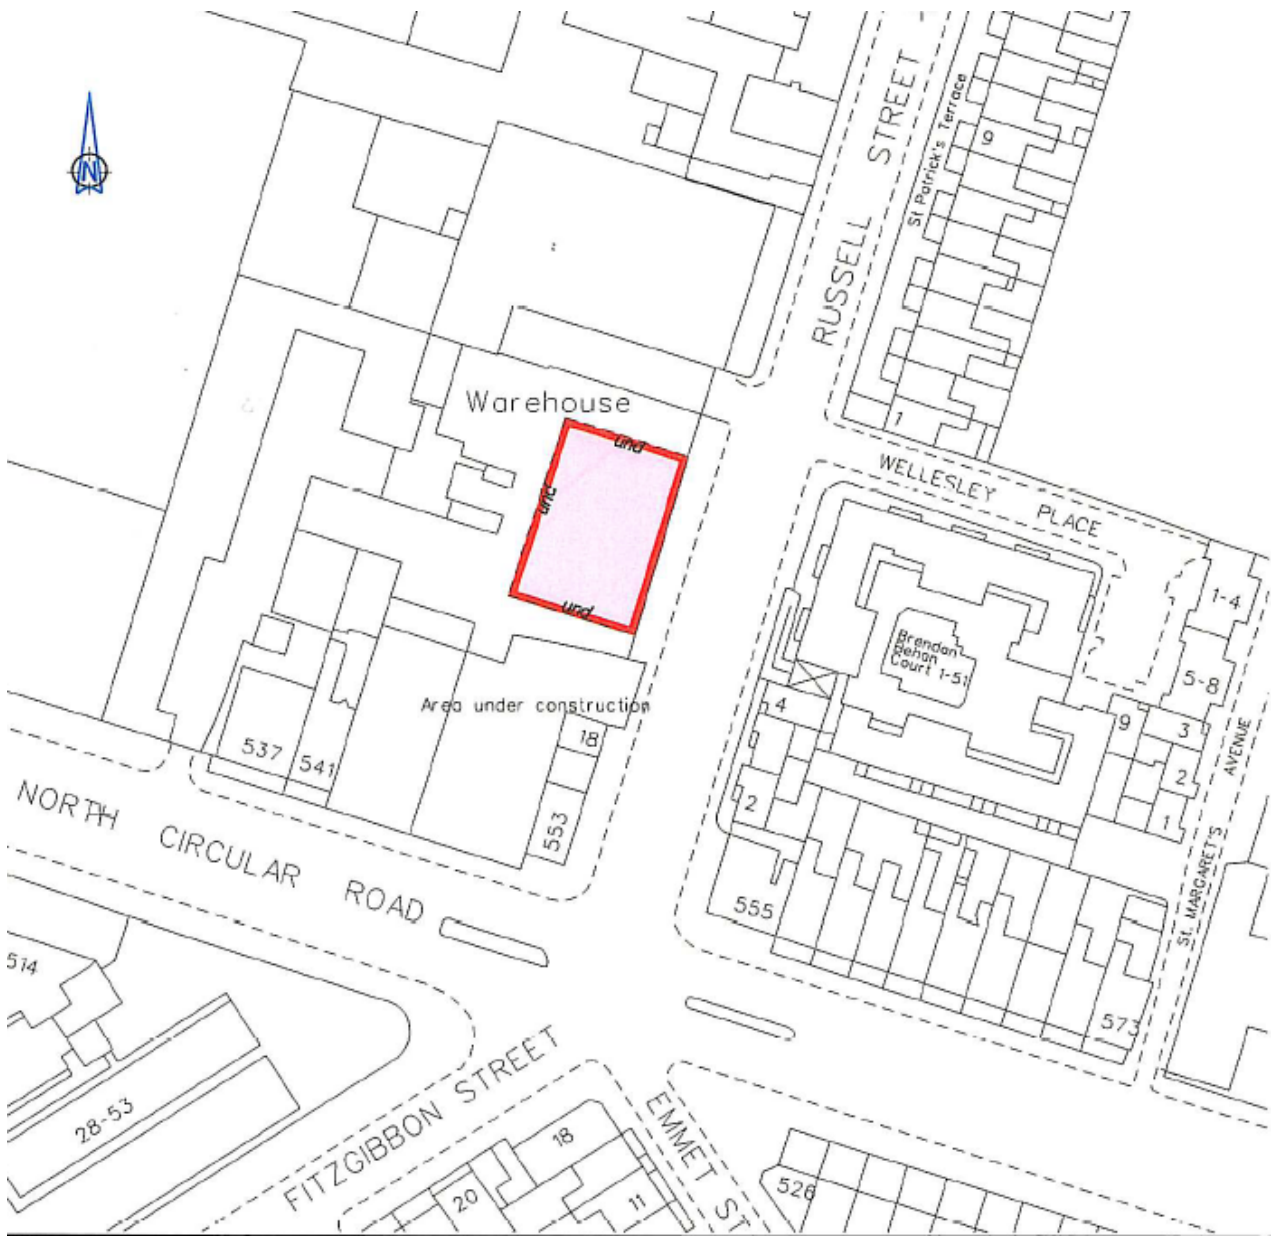 N
RUSSELL STREET
St Patrick's Terrace
9
1
Warehouse
und
und
und
WELLESLEY PLACE
Brendan
Behan
Court 1-51
1-4
5-8
3
2
1
9
4
2
Area under construction
18
537
541
553
555
573
AVENUE
St. MARGARET'S
NORTH CIRCULAR ROAD
514
28-53
FITZGIBBON STREET
EMMET ST
18
20
11
526